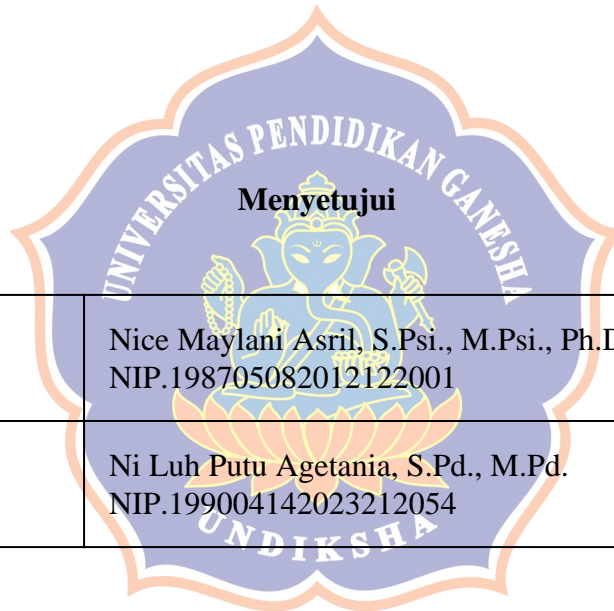 UNIVERSITAS PENDIDIKAN GANESHA
Menyetujui
Nice Maylani Asril, S.Psi., M.Psi., Ph.D
NIP.198705082012122001
Ni Luh Putu Agetania, S.Pd., M.Pd.
NIP.199004142023212054
UNDIKSHA